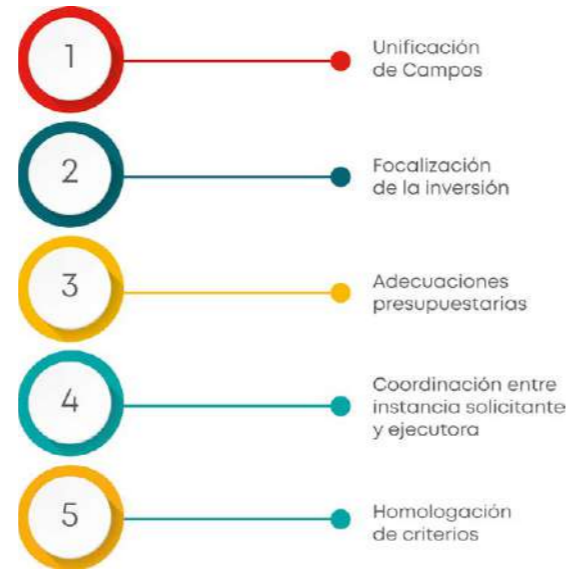 1
Unificación
de Campos
2
Focalización
de la inversión
3
Adecuaciones
presupuestarias
4
Coordinación entre
instancia solicitante
y ejecutora
5
Homologación
de criterios